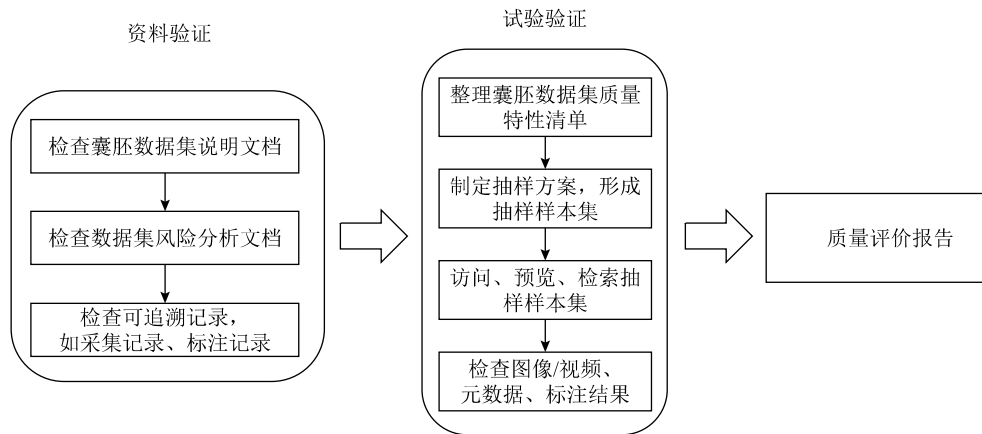 资料验证
检查囊胚数据集说明文档
检查数据集风险分析文档
检查可追溯记录，
如采集记录、标注记录
试验验证
整理囊胚数据集质量
特性清单
制定抽样方案，形成
抽样样本集
访问、预览、检索抽
样样本集
检查图像/视频、
元数据、标注结果
质量评价报告